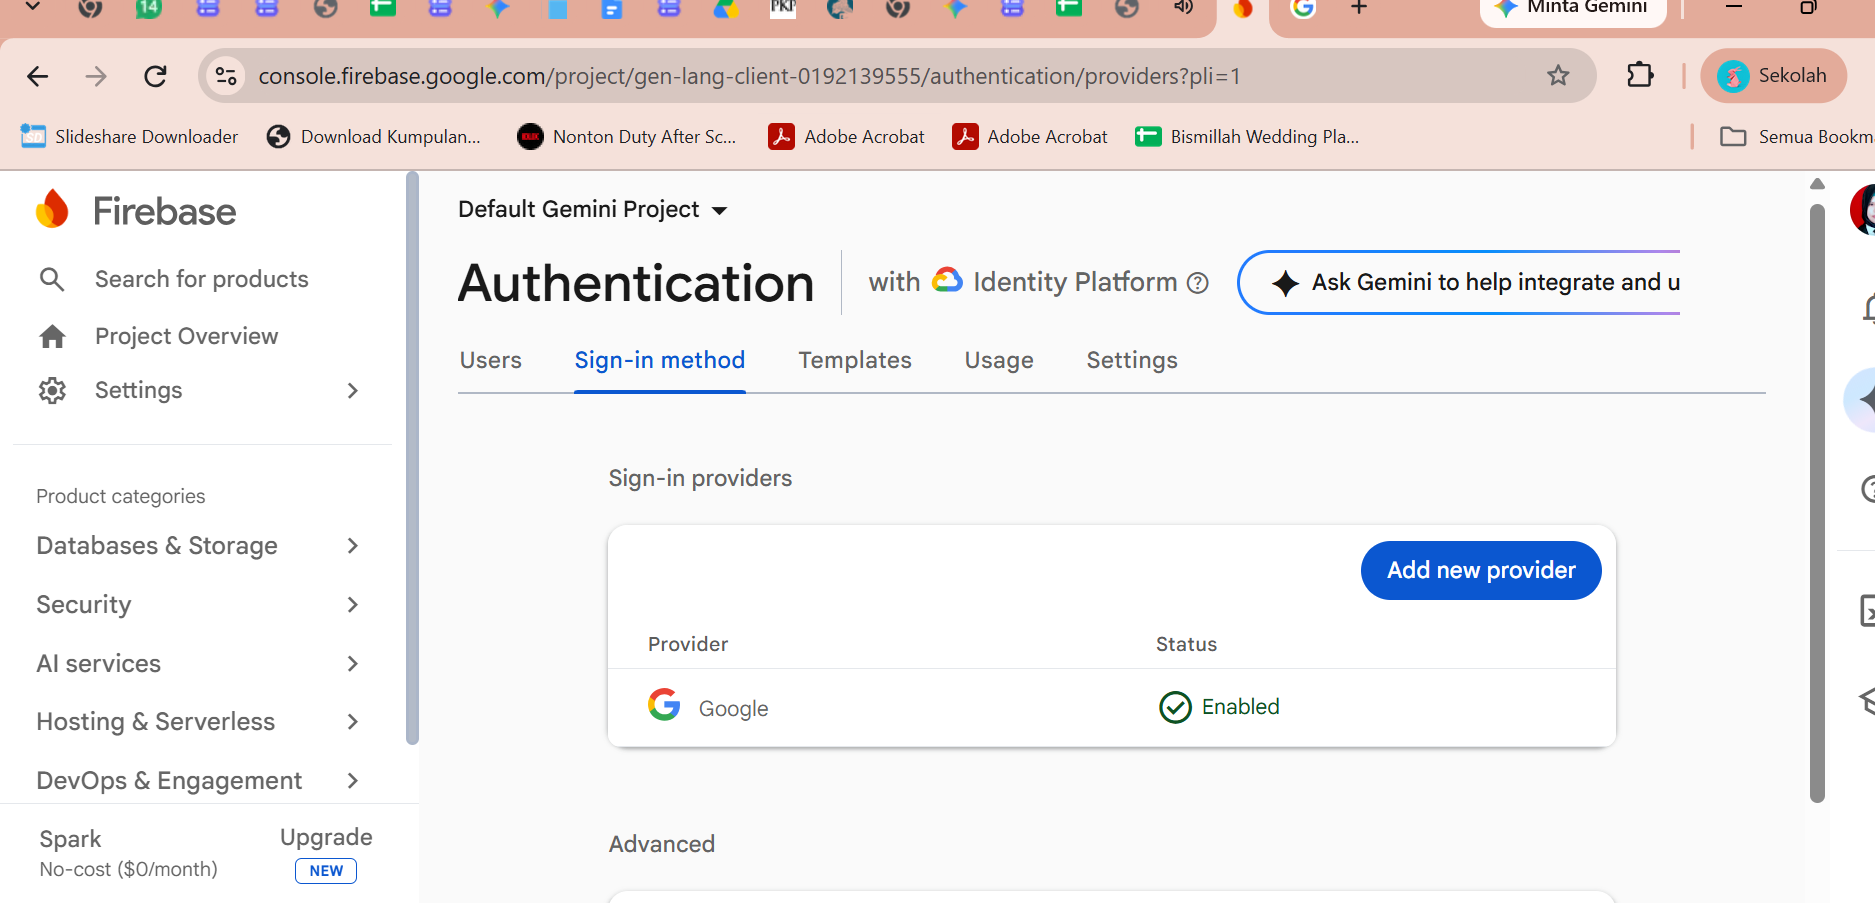 14
PKP
Minta Gemini
console.firebase.google.com/project/gen-lang-client-0192139555/authentication/providers?pli=1
Sekolah
Slideshare Downloader
Download Kumpulan...
Nonton Duty After Sc...
Adobe Acrobat
Adobe Acrobat
Bismillah Wedding Pla...
Semua Bookm
Firebase
Search for products
Project Overview
Settings
Product categories
Databases & Storage
Security
AI services
Hosting & Serverless
DevOps & Engagement
Spark
No-cost ($0/month)
Upgrade
NEW
Default Gemini Project
Authentication
with Identity Platform
Ask Gemini to help integrate and u
Users
Sign-in method
Templates
Usage
Settings
Sign-in providers
Add new provider
Provider
Status
Google
Enabled
Advanced